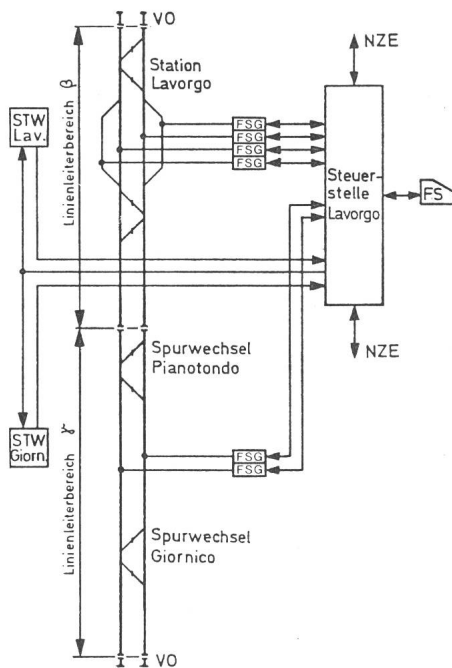 VO
NZE
Station
Lavorgo
STW
Lav.
Linienleiterbereich β
FSG
FSG
FSG
FSG
Steuer-
stelle
Lavorgo
FS
NZE
Spurwechsel
Pianotondo
STW
Giorn.
Linienleiterbereich γ
FSG
FSG
Spurwechsel
Giornico
VO